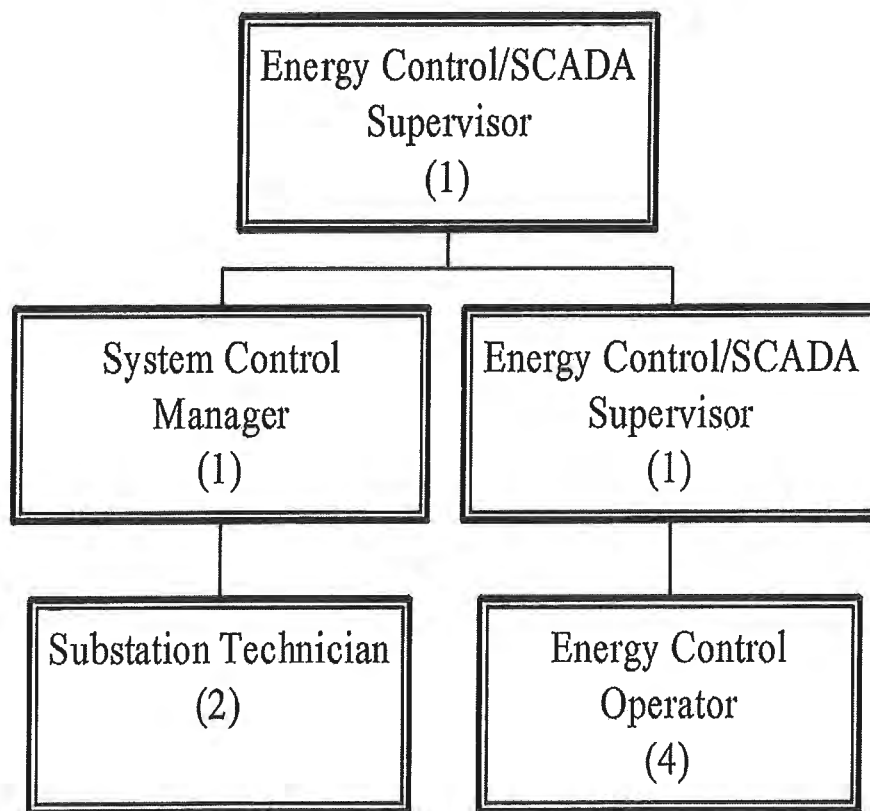 Energy Control/SCADA
Supervisor
(1)
System Control
Manager
(1)
Energy Control/SCADA
Supervisor
(1)
Substation Technician
(2)
Energy Control
Operator
(4)